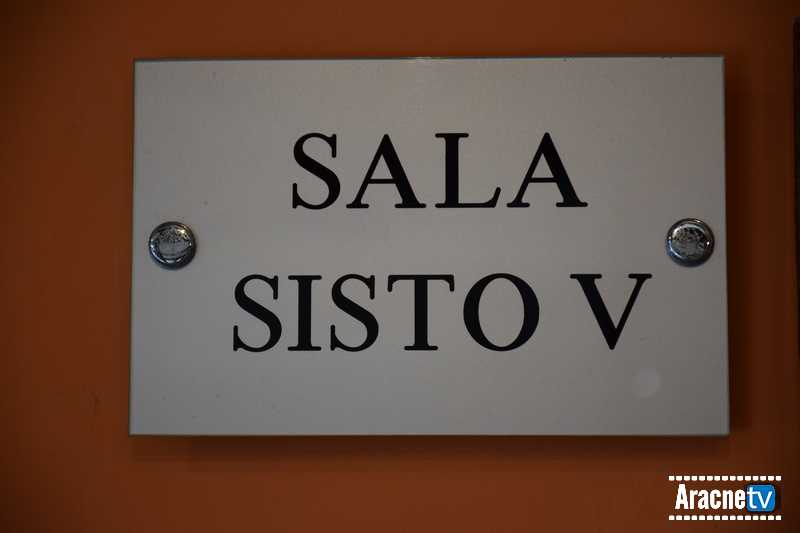 SALA
SISTO V
Aracnetv